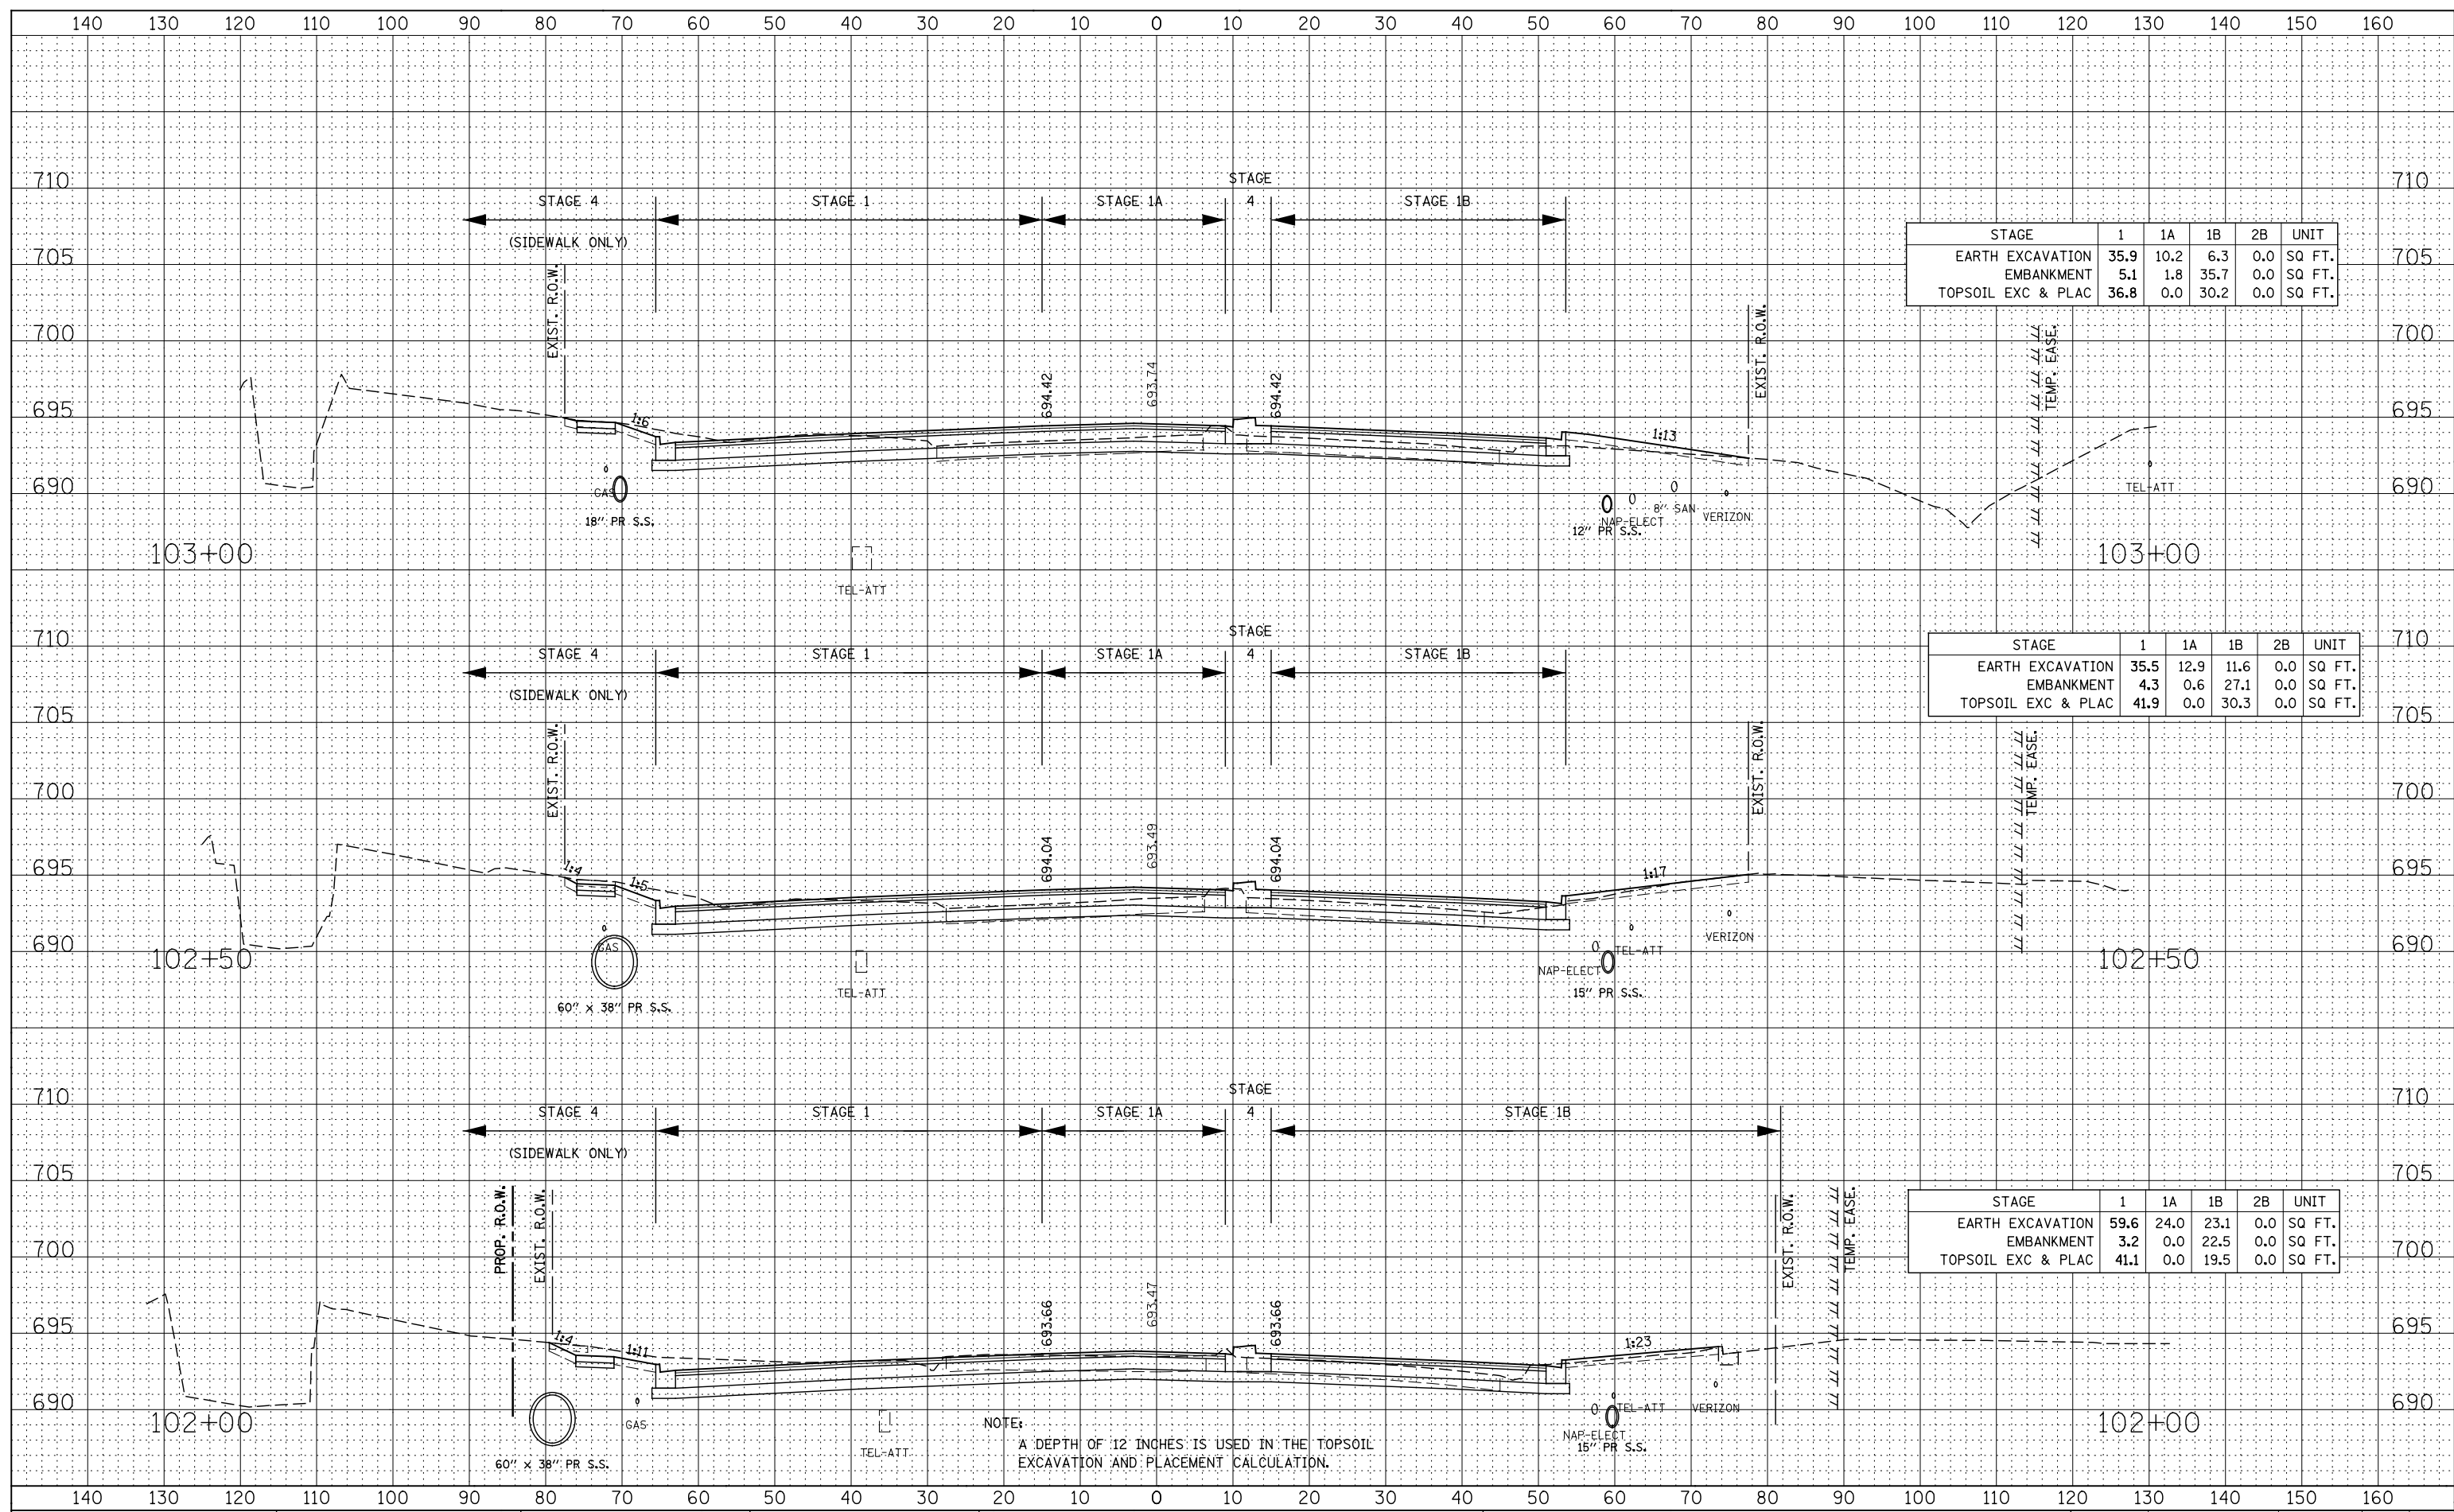 140 130 120 110 100 90 80 70 60 50 40 30 20 10 0 10 20 30 40 50 60 70 80 90 100 110 120 130 140 150 160
710 STAGE 710
STAGE 4 STAGE 1 STAGE 1A 4 STAGE 1B
(SIDEWALK ONLY)
STAGE 1 1A 1B 2B UNIT
EARTH EXCAVATION 35.9 10.2 6.3 0.0 SQ FT.
EMBANKMENT 5.1 1.8 35.7 0.0 SQ FT.
TOPSOIL EXC & PLAC 36.8 0.0 30.2 0.0 SQ FT.
705 705
EXIST. R.O.W.
EXIST. R.O.W.
TEMP. EASE.
700 700
694.42
693.74
694.42
695 695
1:6
1:13
690 690
GAS
18" PR S.S.
TEL-ATT
NAP-ELECT
8" SAN
VERIZON
12" PR S.S.
TEL-ATT
103+00 103+00
710 STAGE 710
STAGE 4 STAGE 1 STAGE 1A 4 STAGE 1B
(SIDEWALK ONLY)
STAGE 1 1A 1B 2B UNIT
EARTH EXCAVATION 35.5 12.9 11.6 0.0 SQ FT.
EMBANKMENT 4.3 0.6 27.1 0.0 SQ FT.
TOPSOIL EXC & PLAC 41.9 0.0 30.3 0.0 SQ FT.
705 705
EXIST. R.O.W.
EXIST. R.O.W.
TEMP. EASE.
700 700
694.04
693.49
694.04
695 695
1:4
1:5
1:17
690 690
GAS
TEL-ATT
VERIZON
NAP-ELECT
TEL-ATT
15" PR S.S.
60" x 38" PR S.S.
102+50 102+50
710 STAGE 710
STAGE 4 STAGE 1 STAGE 1A 4 STAGE 1B
(SIDEWALK ONLY)
705 705
PROP. R.O.W.
EXIST. R.O.W.
EXIST. R.O.W.
TEMP. EASE.
STAGE 1 1A 1B 2B UNIT
EARTH EXCAVATION 59.6 24.0 23.1 0.0 SQ FT.
EMBANKMENT 3.2 0.0 22.5 0.0 SQ FT.
TOPSOIL EXC & PLAC 41.1 0.0 19.5 0.0 SQ FT.
700 700
693.66
693.47
693.66
695 695
1:4
1:11
1:23
690 690
GAS
TEL-ATT
TEL-ATT
VERIZON
NAP-ELECT
15" PR S.S.
60" x 38" PR S.S.
102+00 102+00
NOTE:
A DEPTH OF 12 INCHES IS USED IN THE TOPSOIL
EXCAVATION AND PLACEMENT CALCULATION.
140 130 120 110 100 90 80 70 60 50 40 30 20 10 0 10 20 30 40 50 60 70 80 90 100 110 120 130 140 150 160